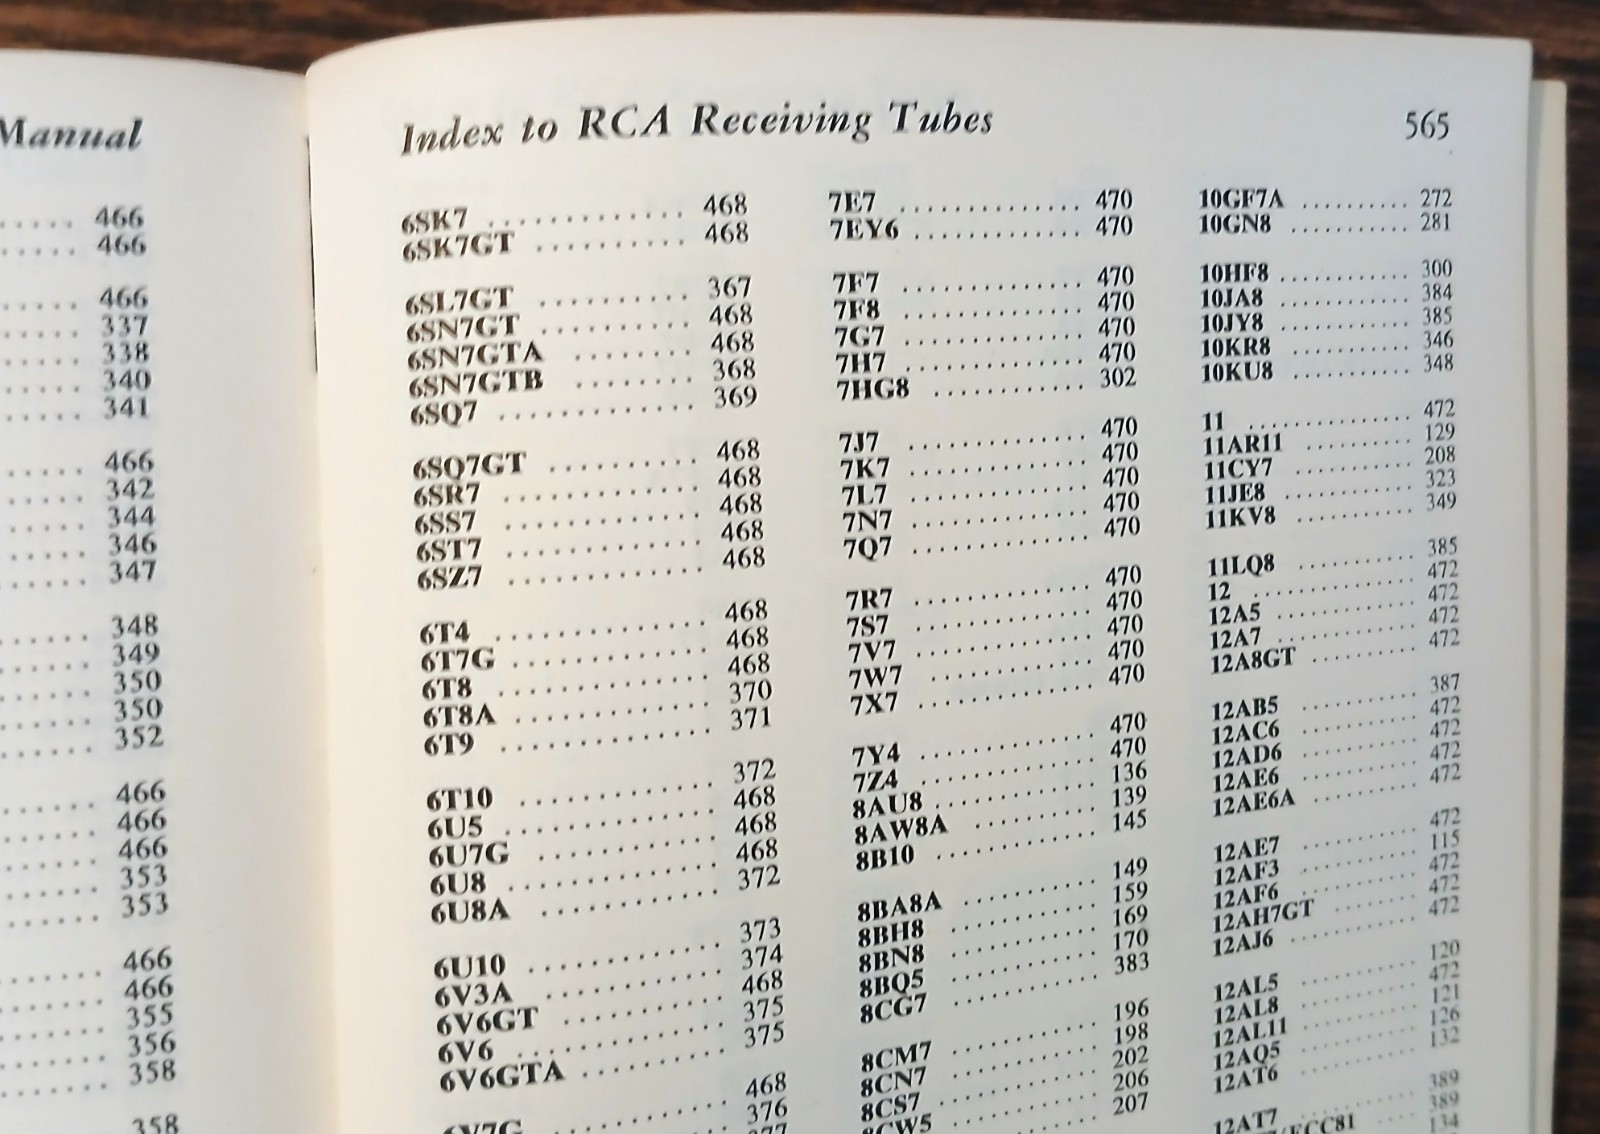 Manual
..... 466
..... 466
..... 466
..... 337
..... 338
..... 340
..... 341
..... 466
..... 342
..... 344
..... 346
..... 347
..... 348
..... 349
..... 350
..... 350
..... 352
..... 466
..... 466
..... 466
..... 353
..... 353
..... 466
..... 466
..... 355
..... 356
..... 358
358
Index to RCA Receiving Tubes 565
6SK7 ............ 468
6SK7GT .......... 468
6SL7GT .......... 367
6SN7GT .......... 468
6SN7GTA ........ 468
6SN7GTB ........ 368
6SQ7 ............. 369
6SQ7GT .......... 468
6SR7 ............. 468
6SS7 ............. 468
6ST7 ............. 468
6SZ7 ............. 468
6T4 .............. 468
6T7G ............. 468
6T8 .............. 468
6T8A ............. 370
6T9 .............. 371
6T10 ............. 372
6U5 .............. 468
6U7G ............ 468
6U8 .............. 468
6U8A ............ 372
6U10 ............. 373
6V3A ............ 374
6V6GT ........... 468
6V6 .............. 375
6V6GTA .......... 375
6V7G ............ 468
376
377
7E7 .............. 470
7EY6 ............. 470
7F7 .............. 470
7F8 .............. 470
7G7 .............. 470
7H7 .............. 470
7HG8 ............ 302
7J7 .............. 470
7K7 .............. 470
7L7 .............. 470
7N7 .............. 470
7Q7 .............. 470
7R7 .............. 470
7S7 .............. 470
7V7 .............. 470
7W7 ............. 470
7X7 .............. 470
7Y4 .............. 470
7Z4 .............. 470
8AU8 ............ 136
8AW8A ........... 139
8B10 ............. 145
8BA8A ........... 149
8BH8 ............ 159
8BN8 ............ 169
8BQ5 ............ 170
8CG7 ............ 383
8CM7 ............ 196
8CN7 ............ 198
8CS7 ............. 202
8CW5 ............ 206
207
10GF7A .......... 272
10GN8 ........... 281
10HF8 ............ 300
10JA8 ............ 384
10JY8 ............ 385
10KR8 ........... 346
10KU8 ........... 348
11 ............... 472
11AR11 .......... 129
11CY7 ........... 208
11JE8 ............ 323
11KV8 ........... 349
11LQ8 ........... 385
12 ............... 472
12A5 ............. 472
12A7 ............. 472
12A8GT .......... 472
12AB5 ........... 387
12AC6 ........... 472
12AD6 ........... 472
12AE6 ........... 472
12AE6A .......... 472
12AE7 ........... 472
12AF3 ........... 115
12AF6 ........... 472
12AH7GT ........ 472
12AJ6 ............ 472
12AL5 ........... 120
12AL8 ........... 472
12AL11 .......... 121
12AQ5 ........... 126
12AT6 ........... 132
12AT7 ........... 389
/ECC81 .... 389
134